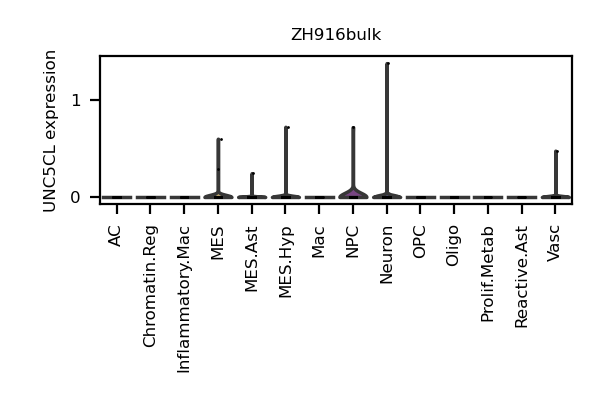 ZH916bulk
UNC5CL expression
1
0
AC
Chromatin.Reg
Inflammatory.Mac
MES
MES.Ast
MES.Hyp
Mac
NPC
Neuron
OPC
Oligo
Prolif.Metab
Reactive.Ast
Vasc